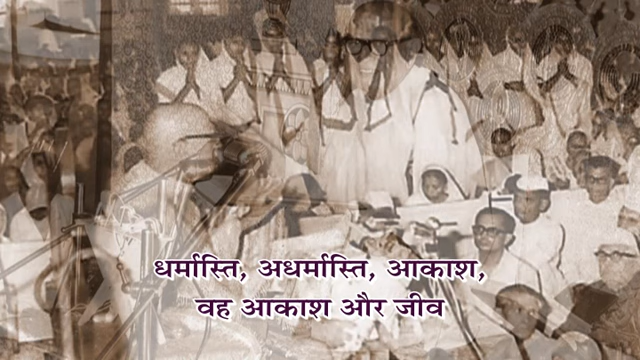 धर्मास्ति, अधर्मास्ति, आकाश,
वह आकाश और जीव